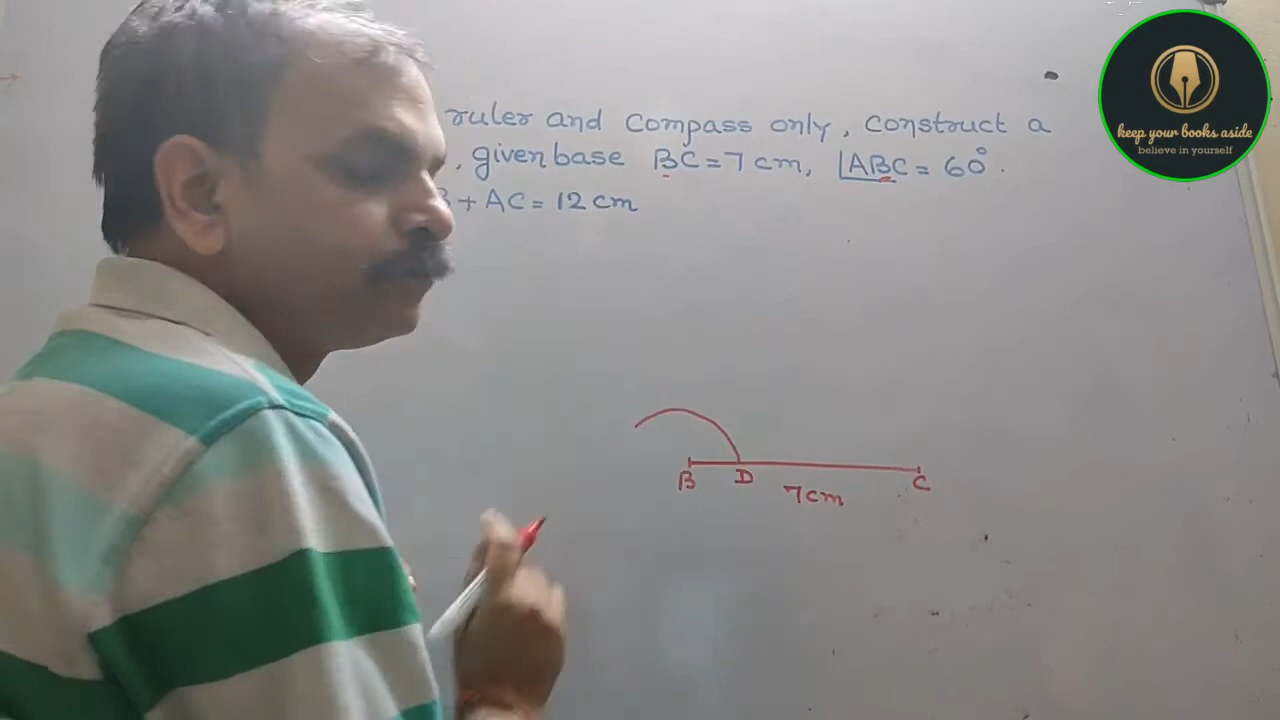 ruler and compass only, construct a
, given base BC = 7 cm, ∠ABC = 60°.
+ AC = 12 cm
B D C
7cm
keep your books aside
believe in yourself